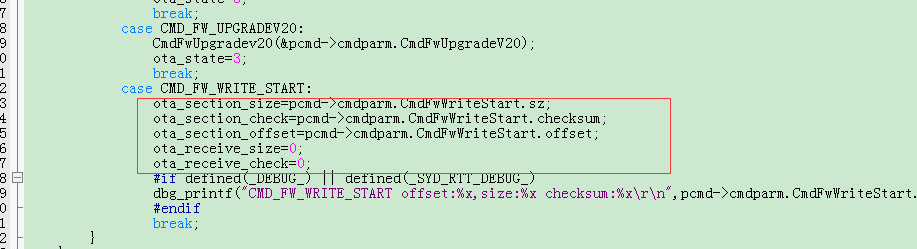 7 break;
8 case CMD_FW_UPGRADEV20:
9 CmdFwUpgradev20(&pcmd->cmdparm.CmdFwUpgradeV20);
0 ota_state=3;
1 break;
2 case CMD_FW_WRITE_START:
3 ota_section_size=pcmd->cmdparm.CmdFwWriteStart.sz;
4 ota_section_check=pcmd->cmdparm.CmdFwWriteStart.checksum;
5 ota_section_offset=pcmd->cmdparm.CmdFwWriteStart.offset;
6 ota_receive_size=0;
7 ota_receive_check=0;
8 #if defined(_DEBUG_) || defined(_SYD_RTT_DEBUG_)
9 dbg_printf("CMD_FW_WRITE_START offset:%x,size:%x checksum:%x\r\n",pcmd->cmdparm.CmdFwWriteStart.
0 #endif
1 break;
2 }